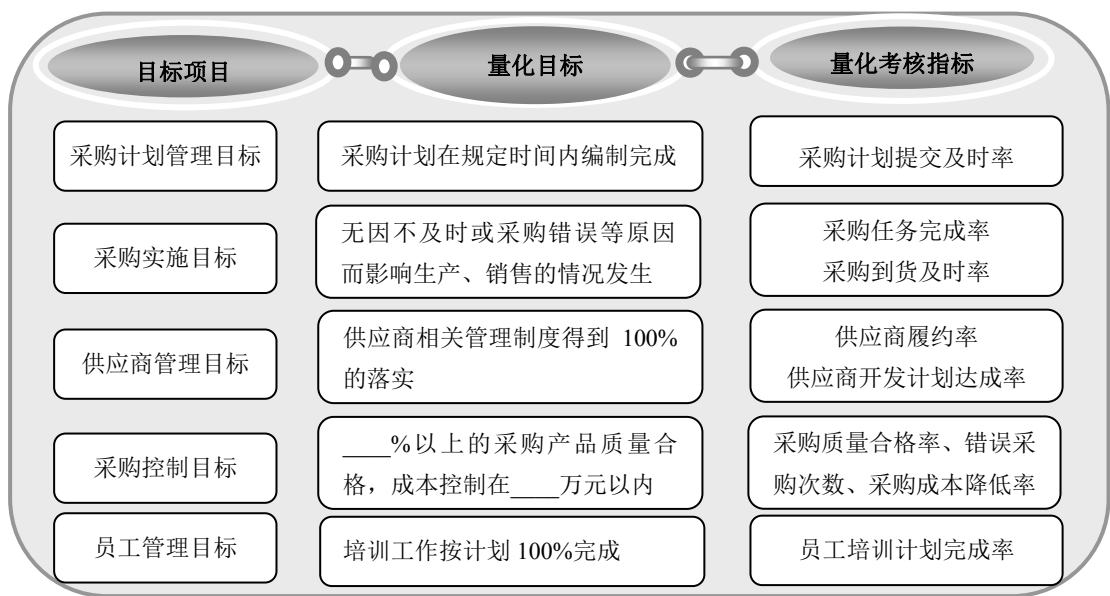 目标项目
量化目标
量化考核指标
采购计划管理目标
采购计划在规定时间内编制完成
采购计划提交及时率
采购实施目标
无因不及时或采购错误等原因
而影响生产、销售的情况发生
采购任务完成率
采购到货及时率
供应商管理目标
供应商相关管理制度得到 100%
的落实
供应商履约率
供应商开发计划达成率
采购控制目标
____%以上的采购产品质量合
格，成本控制在____万元以内
采购质量合格率、错误采
购次数、采购成本降低率
员工管理目标
培训工作按计划 100%完成
员工培训计划完成率